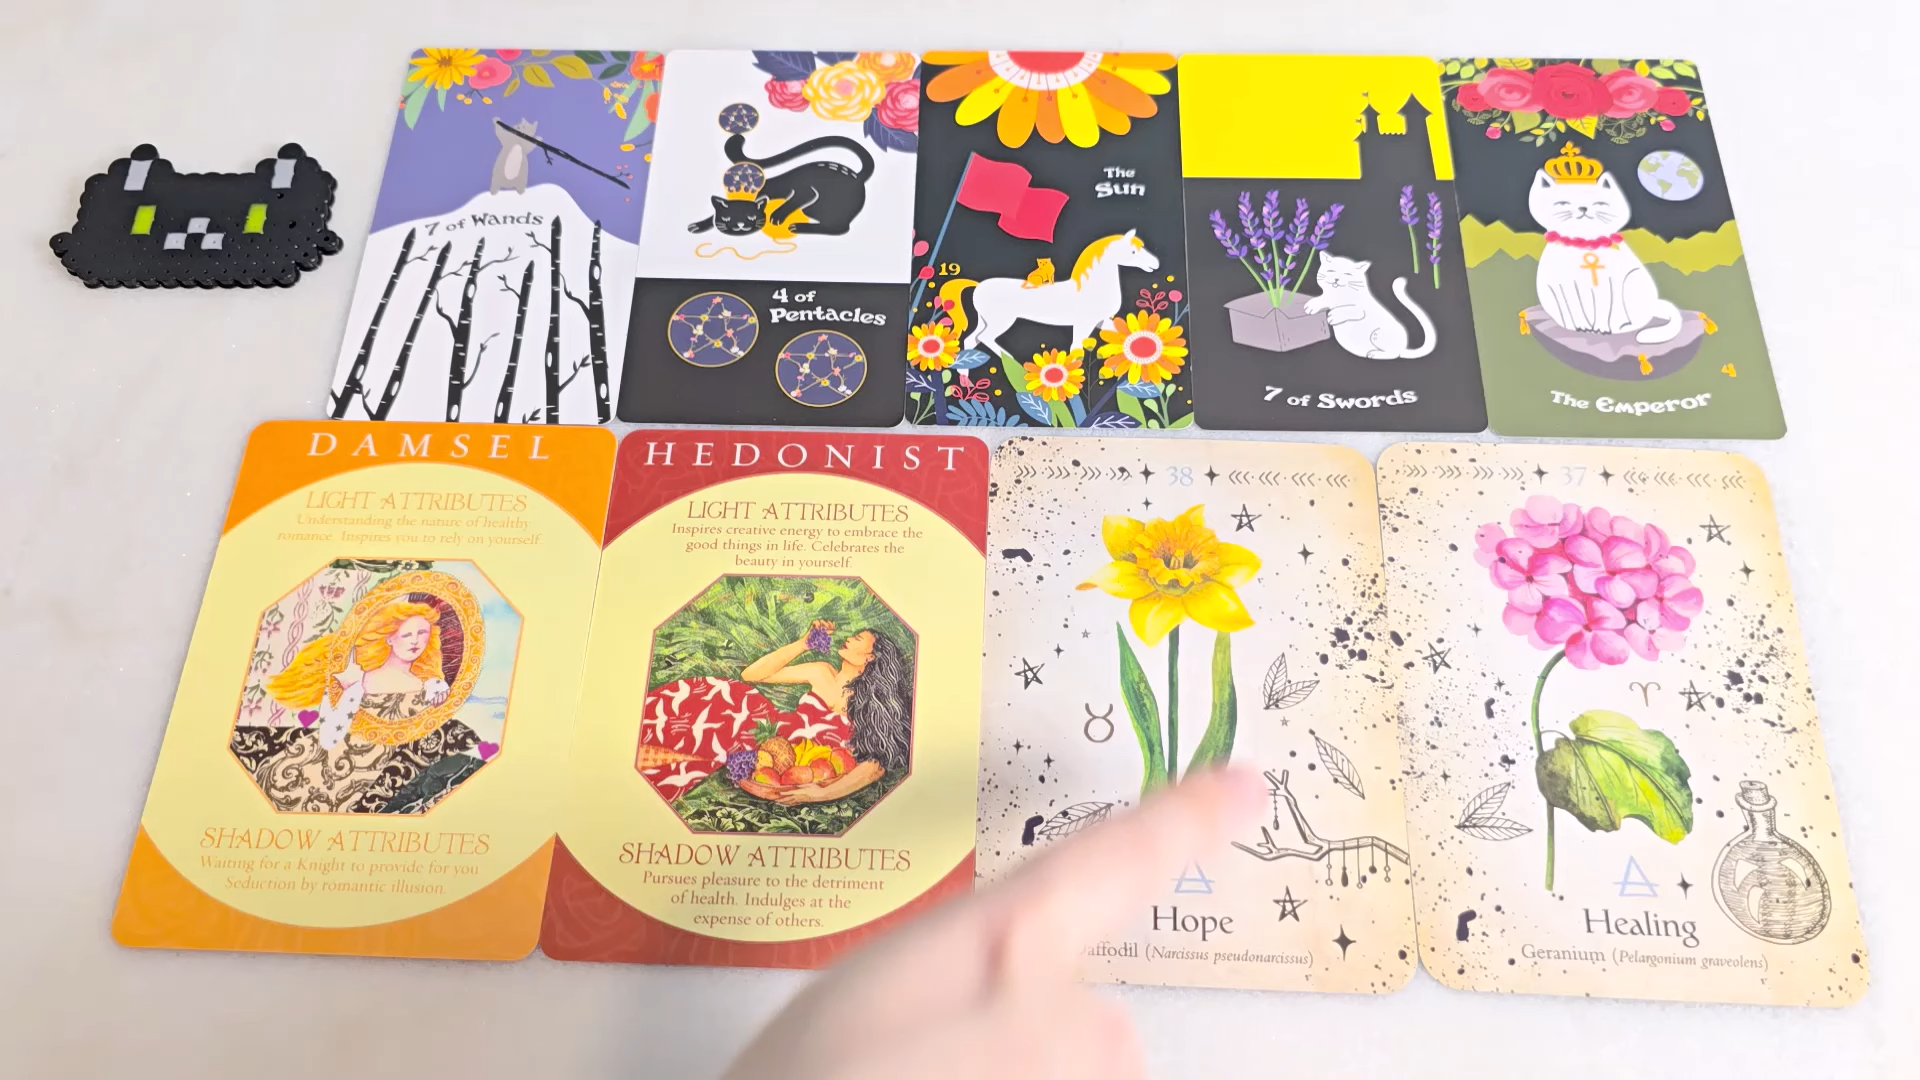 7 of Wands
4 of
Pentacles
The
Sun
19
7 of Swords
The Emperor
4
DAMSEL
LIGHT ATTRIBUTES
Understanding the nature of healthy
romance. Inspires you to rely on yourself.
SHADOW ATTRIBUTES
Waiting for a Knight to provide for you
Seduction by romantic illusion.
HEDONIST
LIGHT ATTRIBUTES
Inspires creative energy to embrace the
good things in life. Celebrates the
beauty in yourself.
SHADOW ATTRIBUTES
Pursues pleasure to the detriment
of health. Indulges at the
expense of others.
38
Hope
(Narcissus pseudonarcissus)
37
Healing
Geranium (Pelargonium graveolens)